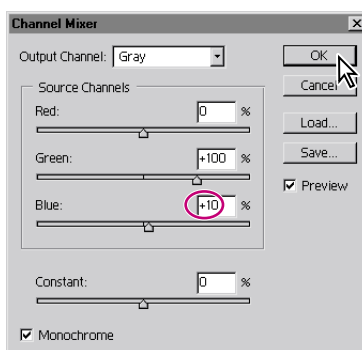 Channel Mixer
Output Channel: Gray
OK
Source Channels
Cancel
Red: 0 %
Load...
Green: +100 %
Save...
Preview
Blue: +10 %
Constant: 0 %
Monochrome